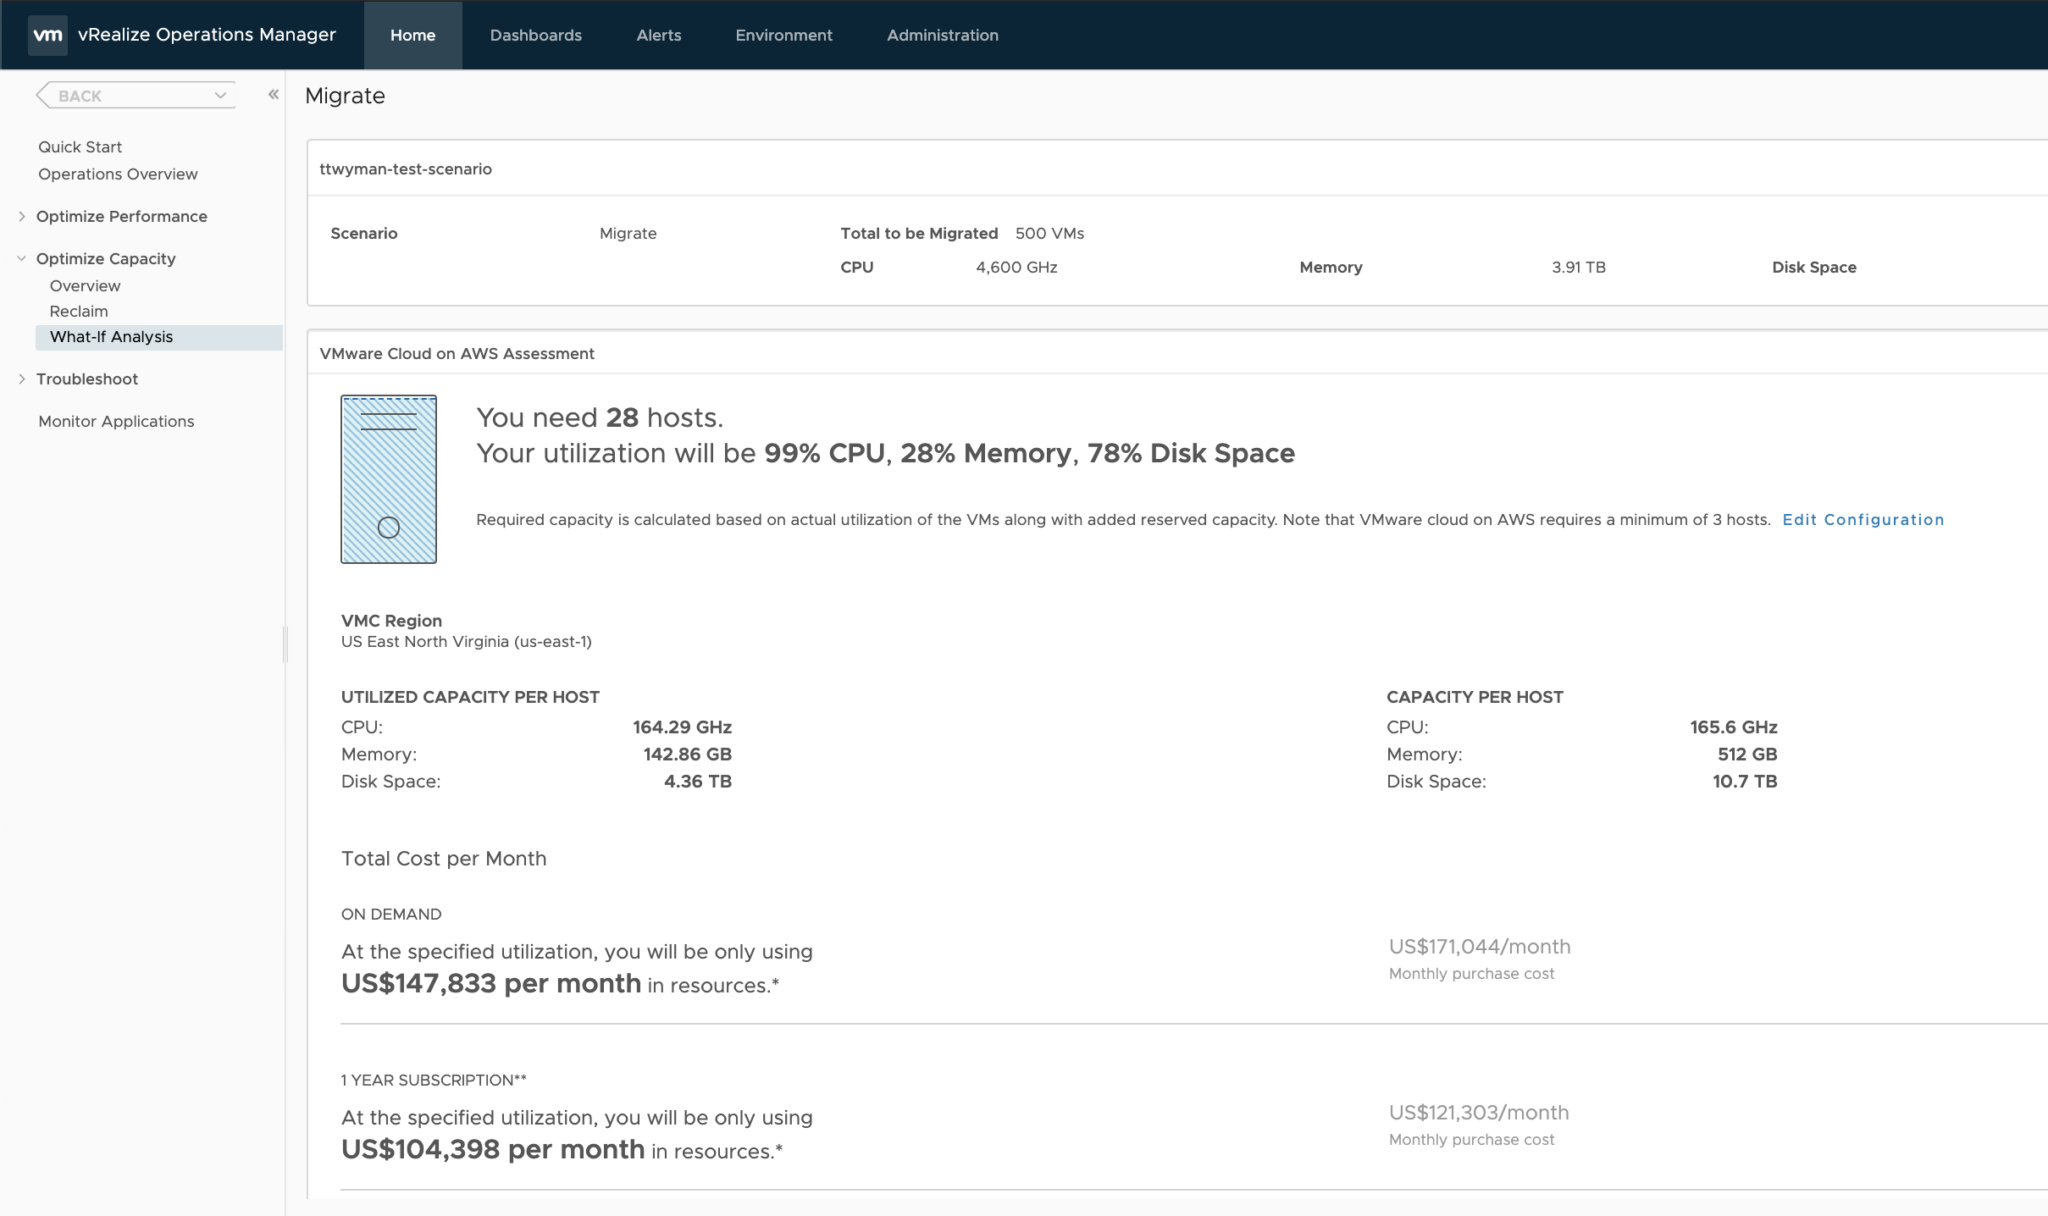 vm vRealize Operations Manager Home Dashboards Alerts Environment Administration
BACK
Quick Start
Operations Overview
Optimize Performance
Optimize Capacity
Overview
Reclaim
What-If Analysis
Troubleshoot
Monitor Applications
Migrate
ttwyman-test-scenario
Scenario Migrate Total to be Migrated 500 VMs
CPU 4,600 GHz Memory 3.91 TB Disk Space
VMware Cloud on AWS Assessment
You need 28 hosts.
Your utilization will be 99% CPU, 28% Memory, 78% Disk Space
Required capacity is calculated based on actual utilization of the VMs along with added reserved capacity. Note that VMware cloud on AWS requires a minimum of 3 hosts. Edit Configuration
VMC Region
US East North Virginia (us-east-1)
UTILIZED CAPACITY PER HOST
CPU: 164.29 GHz
Memory: 142.86 GB
Disk Space: 4.36 TB
CAPACITY PER HOST
CPU: 165.6 GHz
Memory: 512 GB
Disk Space: 10.7 TB
Total Cost per Month
ON DEMAND
At the specified utilization, you will be only using
US$147,833 per month in resources.*
US$171,044/month
Monthly purchase cost
1 YEAR SUBSCRIPTION**
At the specified utilization, you will be only using
US$104,398 per month in resources.*
US$121,303/month
Monthly purchase cost